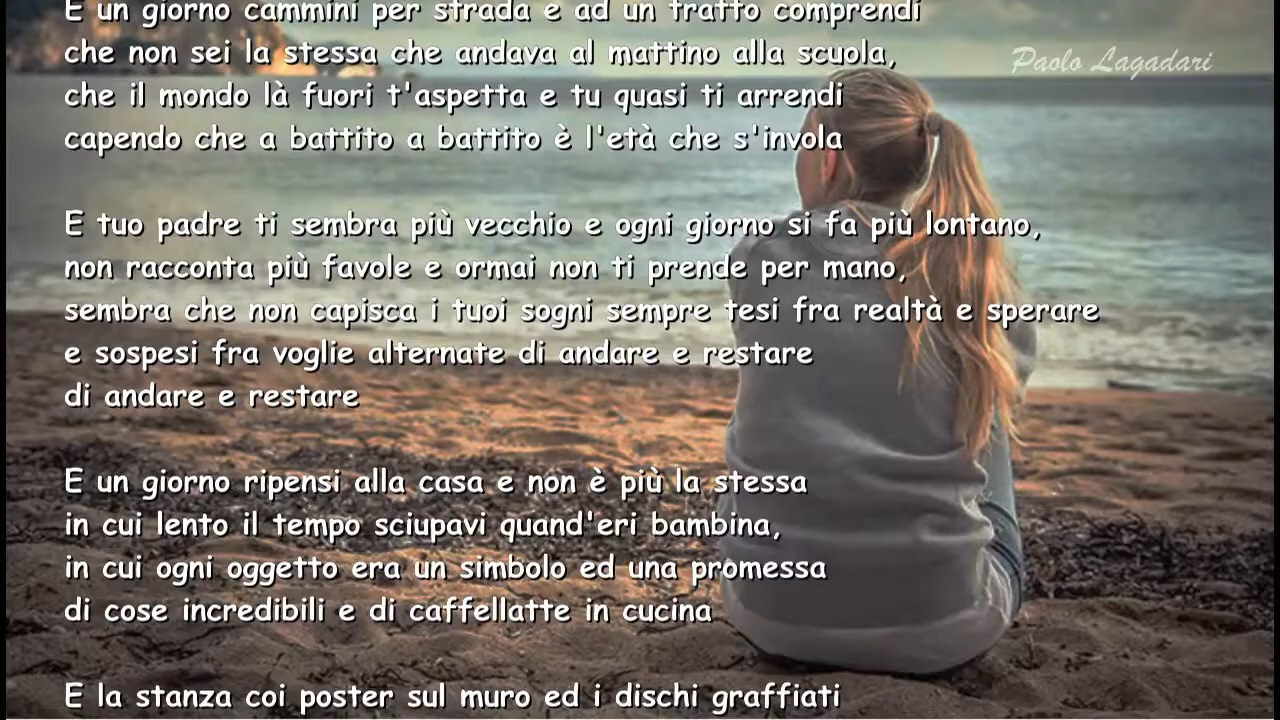 E un giorno cammini per strada e ad un tratto comprendi
che non sei la stessa che andava al mattino alla scuola,
che il mondo là fuori t'aspetta e tu quasi ti arrendi
capendo che a battito a battito è l'età che s'invola
Paolo Lagadari
E tuo padre ti sembra più vecchio e ogni giorno si fa più lontano,
non racconta più favole e ormai non ti prende per mano,
sembra che non capisca i tuoi sogni sempre tesi fra realtà e sperare
e sospesi fra voglie alternate di andare e restare
di andare e restare
E un giorno ripensi alla casa e non è più la stessa
in cui lento il tempo sciupavi quand'eri bambina,
in cui ogni oggetto era un simbolo ed una promessa
di cose incredibili e di caffellatte in cucina
E la stanza coi poster sul muro ed i dischi graffiati